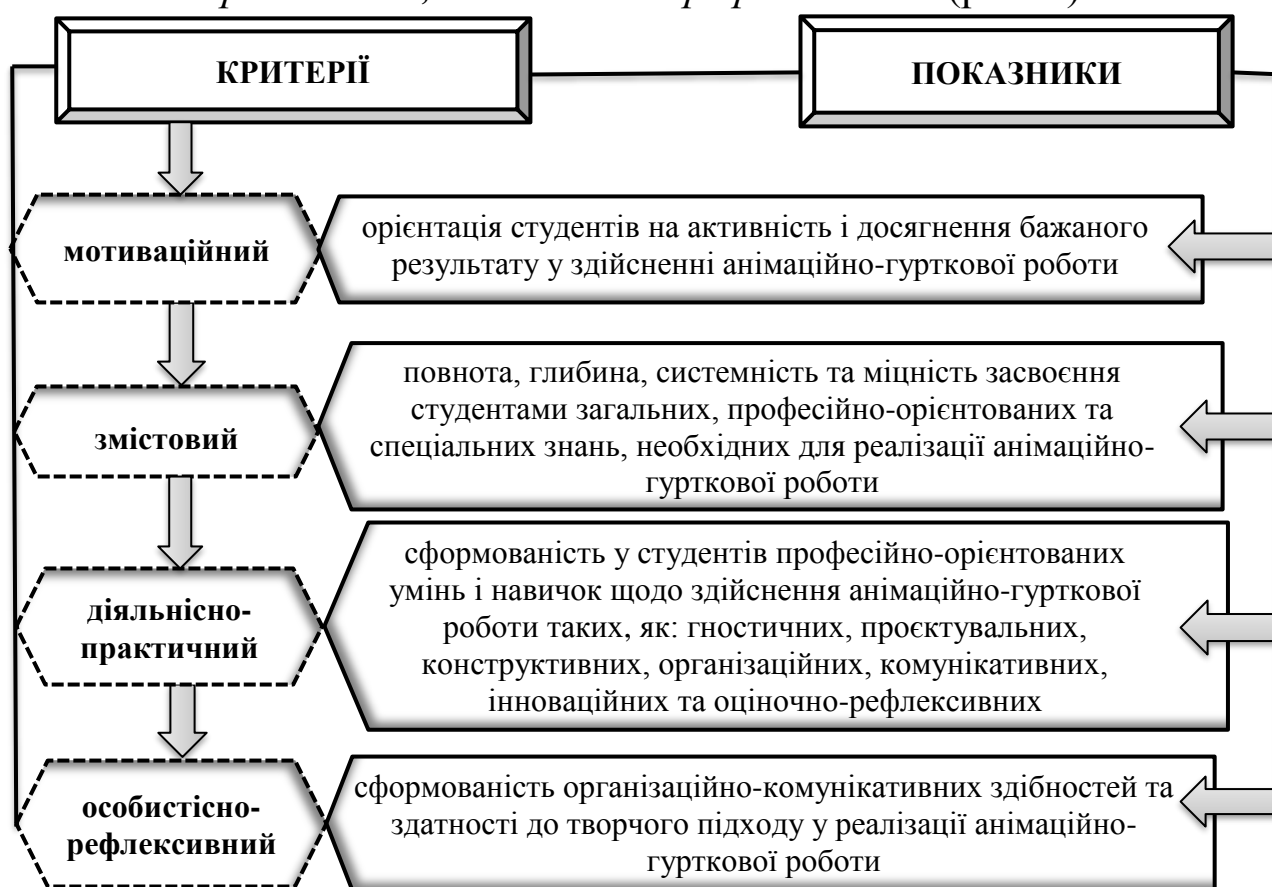 КРИТЕРІЇ
ПОКАЗНИКИ
мотиваційний
орієнтація студентів на активність і досягнення бажаного
результату у здійсненні анімаційно-гурткової роботи
змістовий
повнота, глибина, системність та міцність засвоєння
студентами загальних, професійно-орієнтованих та
спеціальних знань, необхідних для реалізації анімаційно-
гурткової роботи
діяльнісно-
практичний
сформованість у студентів професійно-орієнтованих
умінь і навичок щодо здійснення анімаційно-гурткової
роботи таких, як: гностичних, проєктувальних,
конструктивних, організаційних, комунікативних,
інноваційних та оціночно-рефлексивних
особистісно-
рефлексивний
сформованість організаційно-комунікативних здібностей та
здатності до творчого підходу у реалізації анімаційно-
гурткової роботи